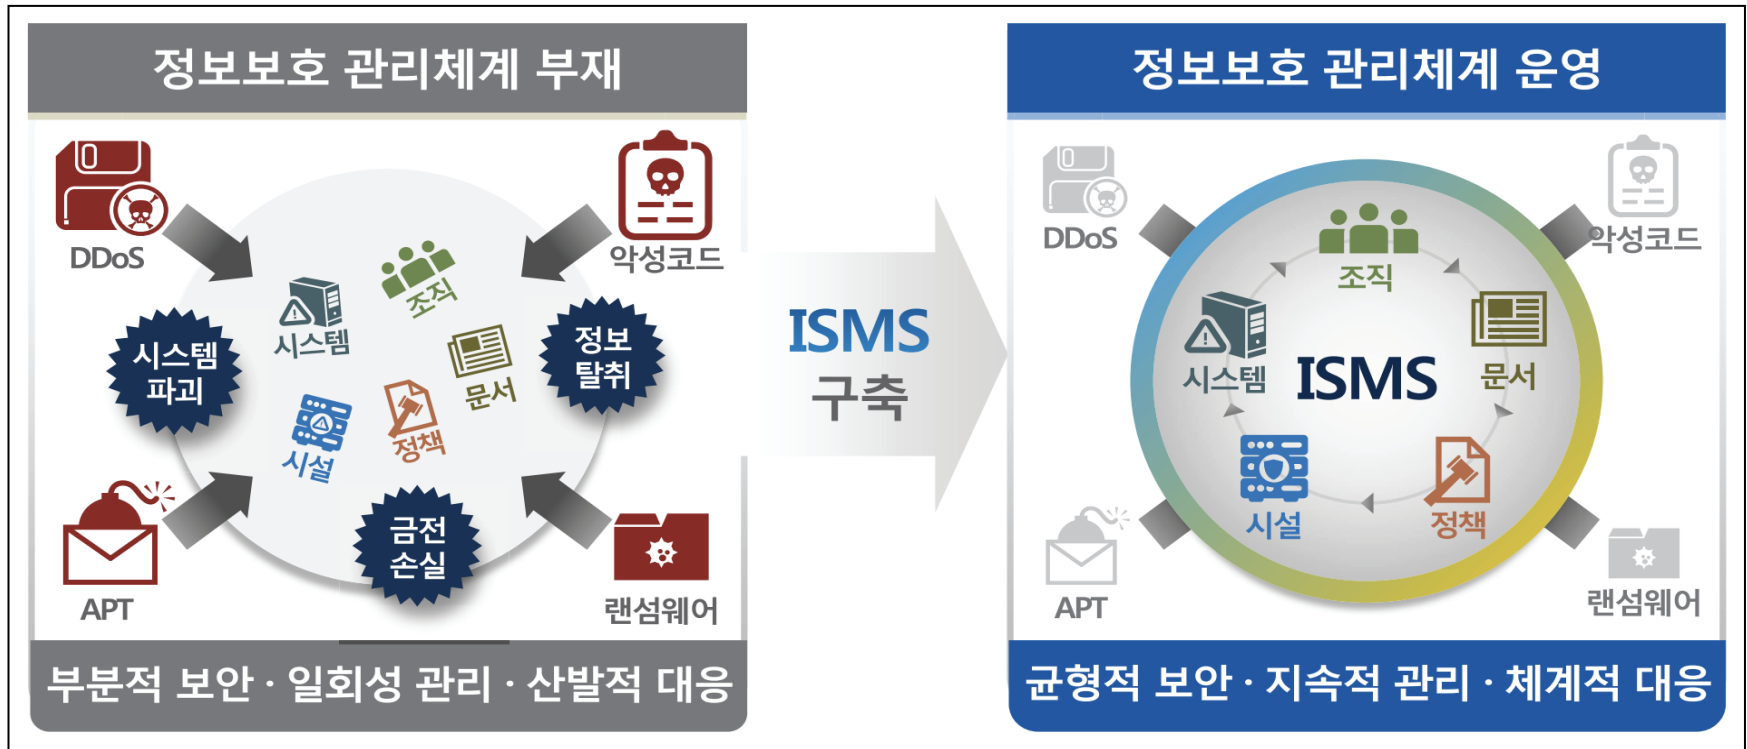 정보보호 관리체계 부재
DDoS
악성코드
조직
시스템
문서
정책
시설
시스템
파괴
정보
탈취
금전
손실
APT
랜섬웨어
부분적 보안 · 일회성 관리 · 산발적 대응
ISMS
구축
정보보호 관리체계 운영
DDoS
악성코드
조직
시스템
ISMS
문서
시설
정책
APT
랜섬웨어
균형적 보안 · 지속적 관리 · 체계적 대응